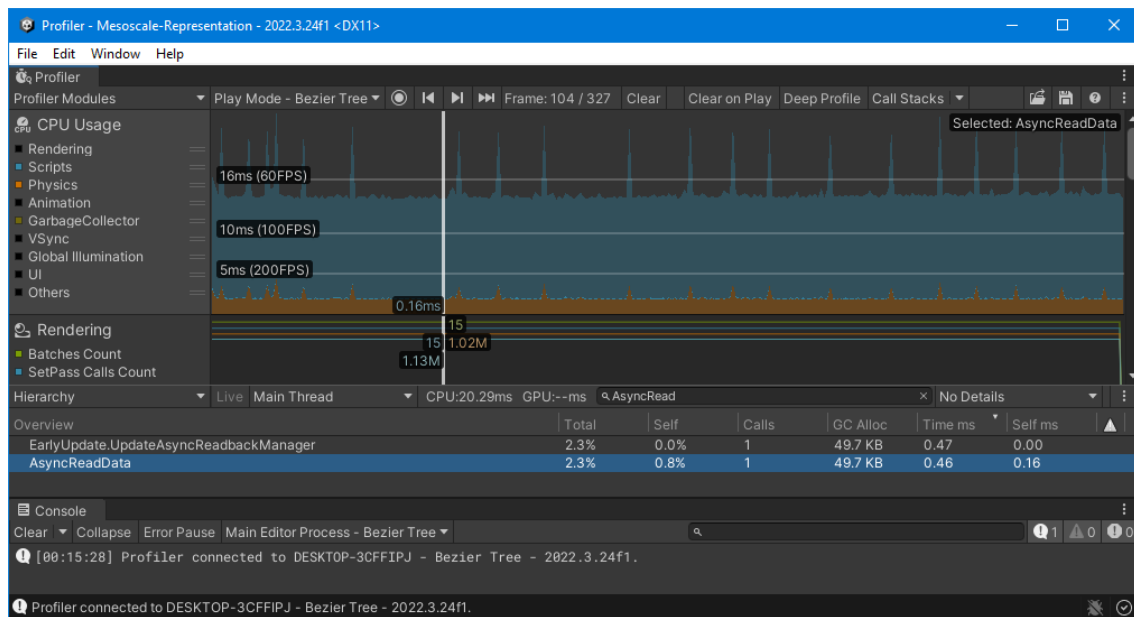 Profiler - Mesoscale-Representation - 2022.3.24f1 <DX11>
File Edit Window Help
Profiler
Profiler Modules Play Mode - Bezier Tree Frame: 104 / 327 Clear Clear on Play Deep Profile Call Stacks
CPU Usage
Selected: AsyncReadData
Rendering
Scripts
Physics
Animation
GarbageCollector
VSync
Global Illumination
UI
Others
16ms (60FPS)
10ms (100FPS)
5ms (200FPS)
0.16ms
Rendering
Batches Count
SetPass Calls Count
15
15 1.02M
1.13M
Hierarchy Live Main Thread CPU:20.29ms GPU:--ms AsyncRead No Details
Overview Total Self Calls GC Alloc Time ms Self ms
EarlyUpdate.UpdateAsyncReadbackManager 2.3% 0.0% 1 49.7 KB 0.47 0.00
AsyncReadData 2.3% 0.8% 1 49.7 KB 0.46 0.16
Console
Clear Collapse Error Pause Main Editor Process - Bezier Tree 1 0 0
[00:15:28] Profiler connected to DESKTOP-3CFFIPJ - Bezier Tree - 2022.3.24f1.
Profiler connected to DESKTOP-3CFFIPJ - Bezier Tree - 2022.3.24f1.